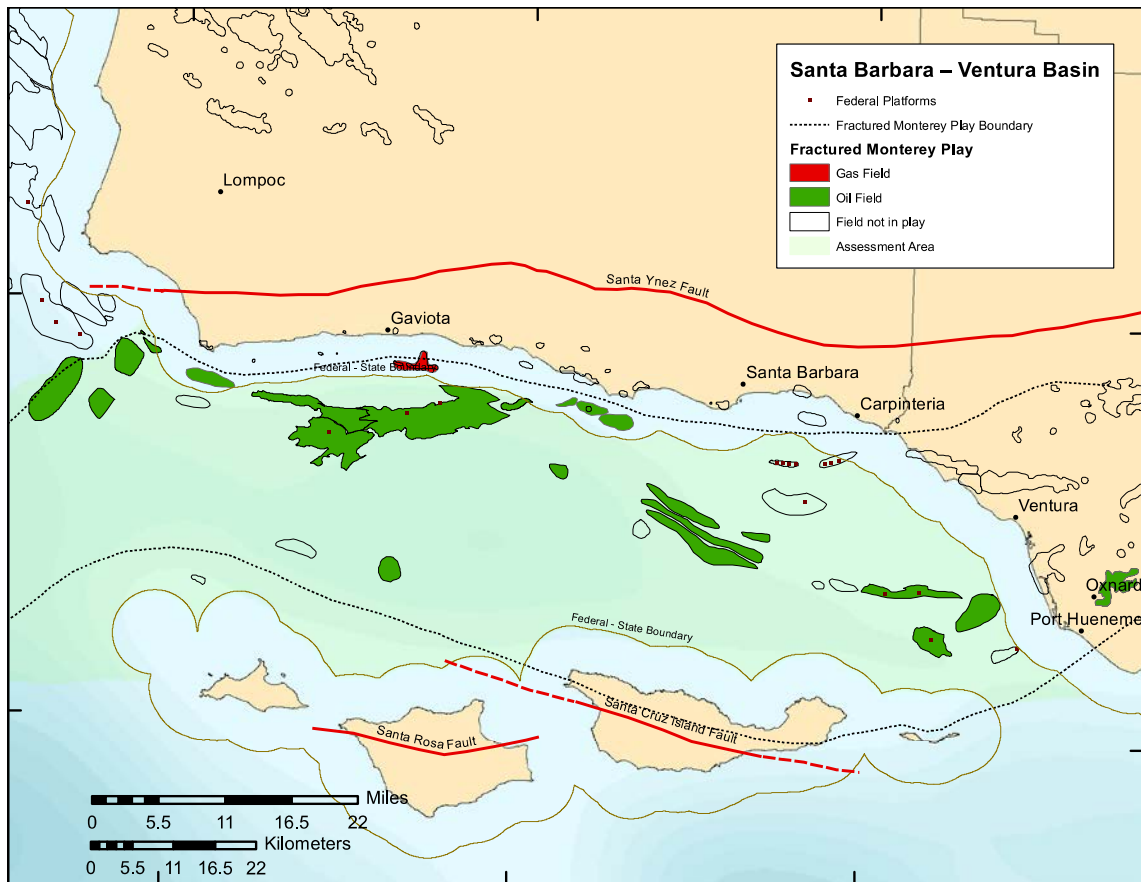 Santa Barbara – Ventura Basin
Federal Platforms
Fractured Monterey Play Boundary
Fractured Monterey Play
Gas Field
Oil Field
Field not in play
Assessment Area
Lompoc
Santa Ynez Fault
Gaviota
Federal - State Boundary
Santa Barbara
Carpinteria
Ventura
Oxnard
Port Hueneme
Federal - State Boundary
Santa Cruz Island Fault
Santa Rosa Fault
Miles
0 5.5 11 16.5 22
Kilometers
0 5.5 11 16.5 22